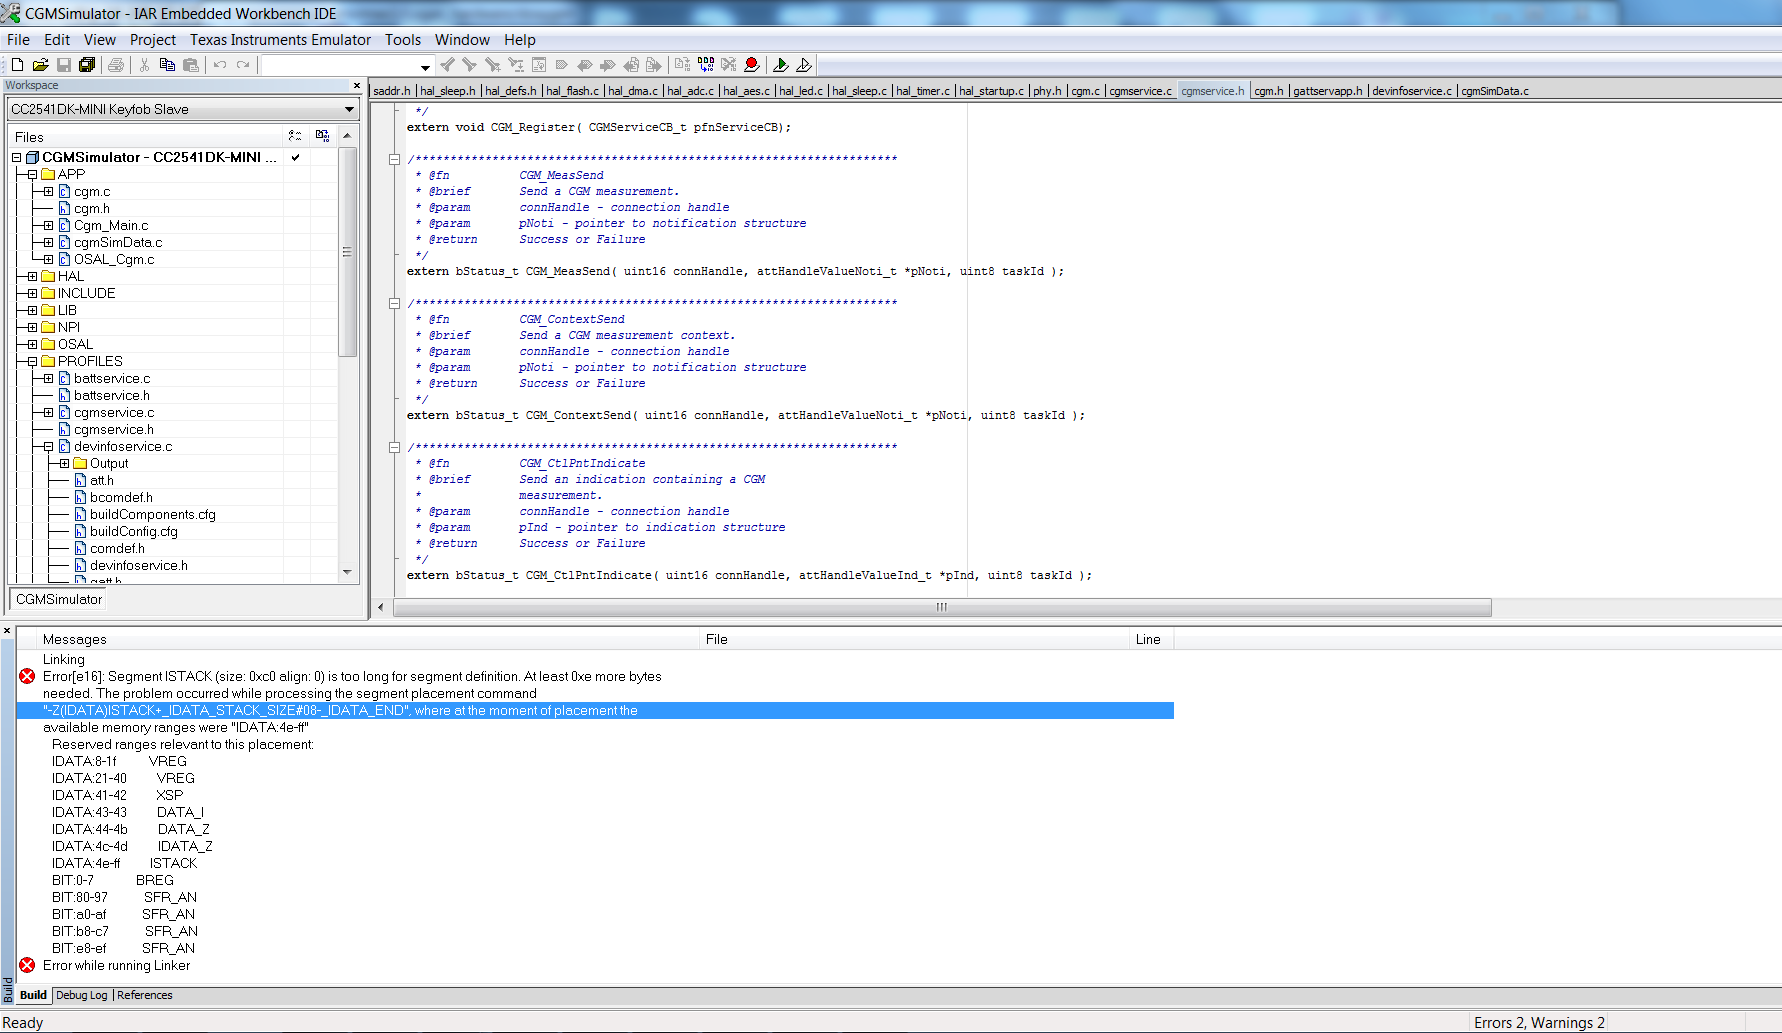 CGMSimulator - IAR Embedded Workbench IDE
File Edit View Project Texas Instruments Emulator Tools Window Help
Workspace
CC2541DK-MINI Keyfob Slave
Files
CGMSimulator - CC2541DK-MINI ...
APP
cgm.c
cgm.h
Cgm_Main.c
cgmSimData.c
OSAL_Cgm.c
HAL
INCLUDE
LIB
NPI
OSAL
PROFILES
battservice.c
battservice.h
cgmservice.c
cgmservice.h
devinfoservice.c
Output
att.h
bcomdef.h
buildComponents.cfg
buildConfig.cfg
comdef.h
devinfoservice.h
gatt.h
CGMSimulator
saddr.h hal_sleep.h hal_defs.h hal_flash.c hal_dma.c hal_adc.c hal_aes.c hal_led.c hal_sleep.c hal_timer.c hal_startup.c phy.h cgm.c cgmservice.c cgmservice.h cgm.h gattservapp.h devinfoservice.c cgmSimData.c
*/
extern void CGM_Register( CGMServiceCB_t pfnServiceCB);
/*********************************************************************
* @fn CGM_MeasSend
* @brief Send a CGM measurement.
* @param connHandle - connection handle
* @param pNoti - pointer to notification structure
* @return Success or Failure
*/
extern bStatus_t CGM_MeasSend( uint16 connHandle, attHandleValueNoti_t *pNoti, uint8 taskId );
/*********************************************************************
* @fn CGM_ContextSend
* @brief Send a CGM measurement context.
* @param connHandle - connection handle
* @param pNoti - pointer to notification structure
* @return Success or Failure
*/
extern bStatus_t CGM_ContextSend( uint16 connHandle, attHandleValueNoti_t *pNoti, uint8 taskId );
/*********************************************************************
* @fn CGM_CtlPntIndicate
* @brief Send an indication containing a CGM
* measurement.
* @param connHandle - connection handle
* @param pInd - pointer to indication structure
* @return Success or Failure
*/
extern bStatus_t CGM_CtlPntIndicate( uint16 connHandle, attHandleValueInd_t *pInd, uint8 taskId );
Messages File Line
Linking
Error[e16]: Segment ISTACK (size: 0xc0 align: 0) is too long for segment definition. At least 0xe more bytes
needed. The problem occurred while processing the segment placement command
"-Z(IDATA)ISTACK+_IDATA_STACK_SIZE#08-_IDATA_END", where at the moment of placement the
available memory ranges were "IDATA:4e-ff"
Reserved ranges relevant to this placement:
IDATA:8-1f VREG
IDATA:21-40 VREG
IDATA:41-42 XSP
IDATA:43-43 DATA_I
IDATA:44-4b DATA_Z
IDATA:4c-4d IDATA_Z
IDATA:4e-ff ISTACK
BIT:0-7 BREG
BIT:80-97 SFR_AN
BIT:a0-af SFR_AN
BIT:b8-c7 SFR_AN
BIT:e8-ef SFR_AN
Error while running Linker
Build
Build Debug Log References
Ready
Errors 2, Warnings 2